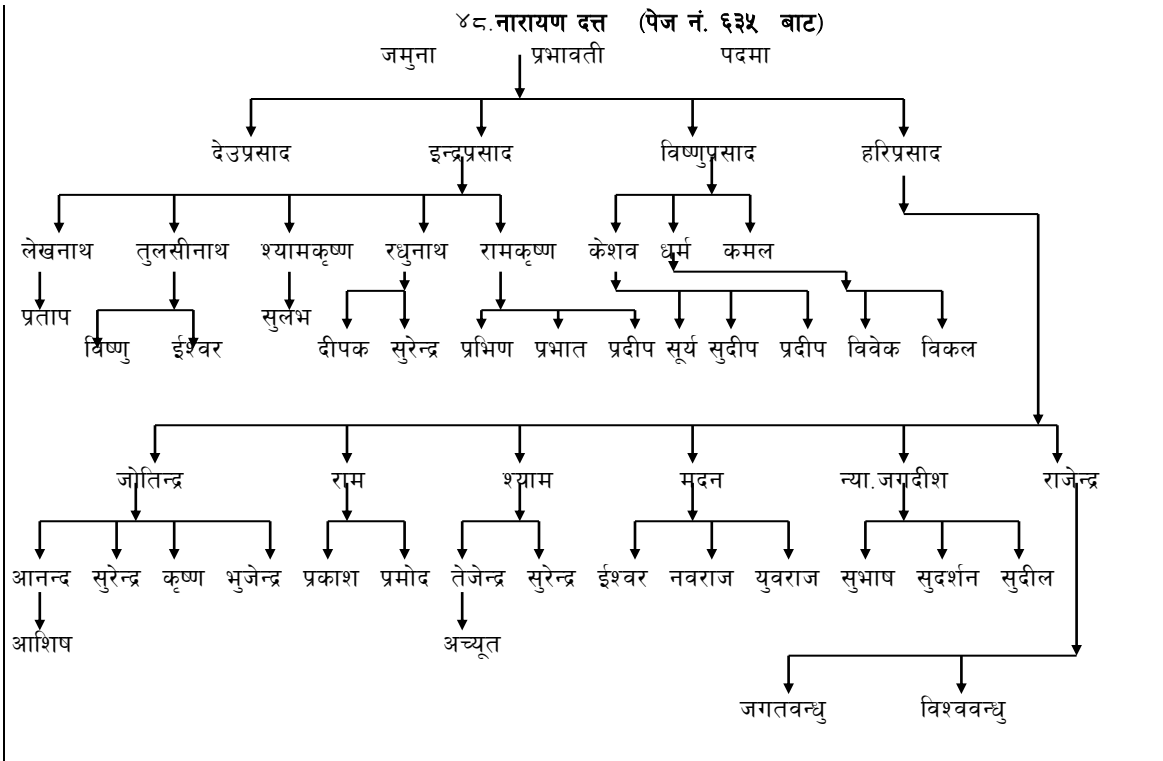 ४८.नारायण दत्त (पेज नं. ६३५ बाट)
जमुना प्रभावती पदमा
देउप्रसाद इन्द्रप्रसाद विष्णुप्रसाद हरिप्रसाद
लेखनाथ तुलसीनाथ श्यामकृष्ण रधुनाथ रामकृष्ण केशव धर्म कमल
प्रताप सुलभ
विष्णु ईश्वर दीपक सुरेन्द्र प्रभिण प्रभात प्रदीप सूर्य सुदीप प्रदीप विवेक विकल
जोतिन्द्र राम श्याम मदन न्या.जगदीश राजेन्द्र
आनन्द सुरेन्द्र कृष्ण भुजेन्द्र प्रकाश प्रमोद तेजेन्द्र सुरेन्द्र ईश्वर नवराज युवराज सुभाष सुदर्शन सुदील
आशिष अच्यूत
जगतवन्धु विश्ववन्धु